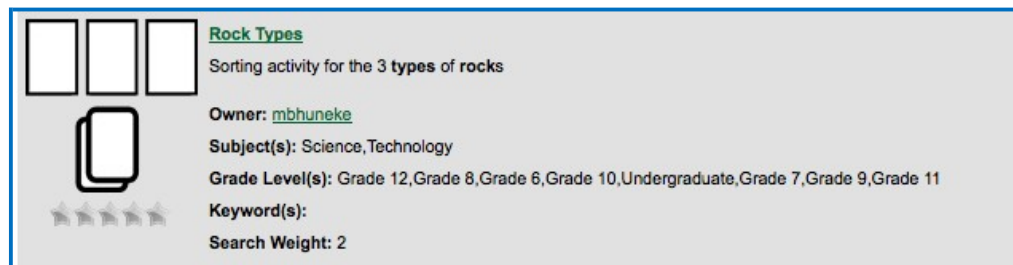 Rock Types
Sorting activity for the 3 types of rocks
Owner: mbhuneke
Subject(s): Science,Technology
Grade Level(s): Grade 12,Grade 8,Grade 6,Grade 10,Undergraduate,Grade 7,Grade 9,Grade 11
Keyword(s):
Search Weight: 2